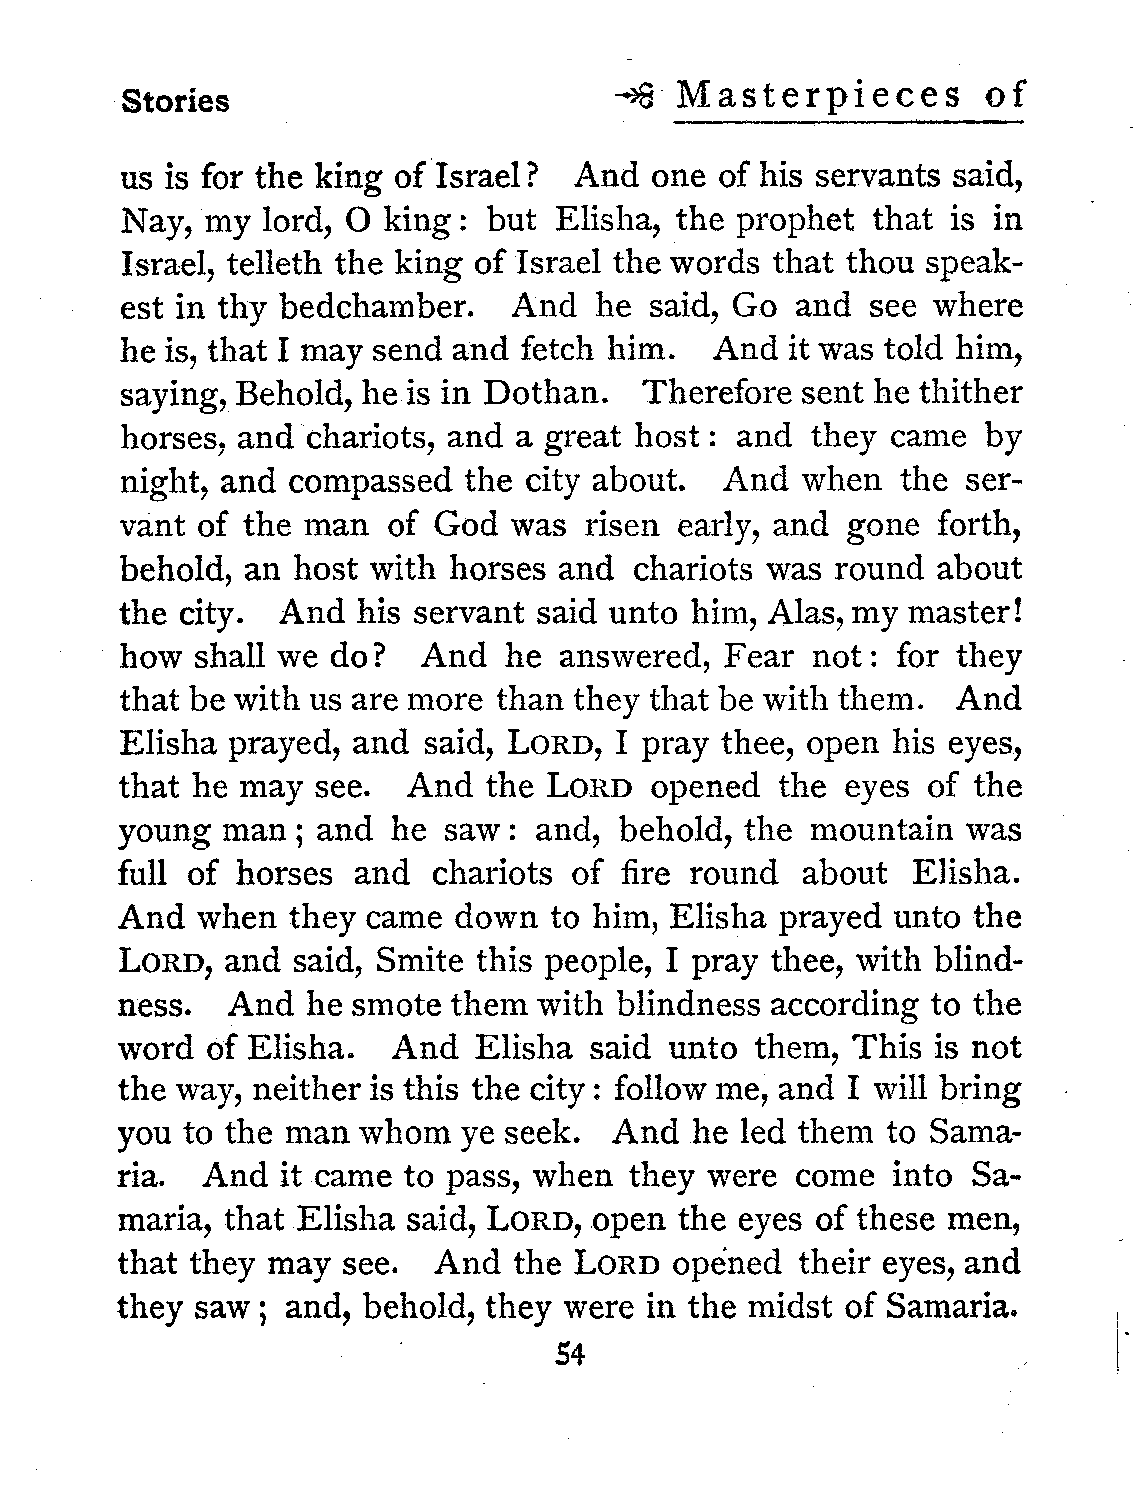 Stories Masterpieces of
us is for the king of Israel? And one of his servants said,
Nay, my lord, O king: but Elisha, the prophet that is in
Israel, telleth the king of Israel the words that thou speak-
est in thy bedchamber. And he said, Go and see where
he is, that I may send and fetch him. And it was told him,
saying, Behold, he is in Dothan. Therefore sent he thither
horses, and chariots, and a great host: and they came by
night, and compassed the city about. And when the ser-
vant of the man of God was risen early, and gone forth,
behold, an host with horses and chariots was round about
the city. And his servant said unto him, Alas, my master!
how shall we do? And he answered, Fear not: for they
that be with us are more than they that be with them. And
Elisha prayed, and said, LORD, I pray thee, open his eyes,
that he may see. And the LORD opened the eyes of the
young man; and he saw: and, behold, the mountain was
full of horses and chariots of fire round about Elisha.
And when they came down to him, Elisha prayed unto the
LORD, and said, Smite this people, I pray thee, with blind-
ness. And he smote them with blindness according to the
word of Elisha. And Elisha said unto them, This is not
the way, neither is this the city: follow me, and I will bring
you to the man whom ye seek. And he led them to Sama-
ria. And it came to pass, when they were come into Sa-
maria, that Elisha said, LORD, open the eyes of these men,
that they may see. And the LORD opened their eyes, and
they saw; and, behold, they were in the midst of Samaria.
54